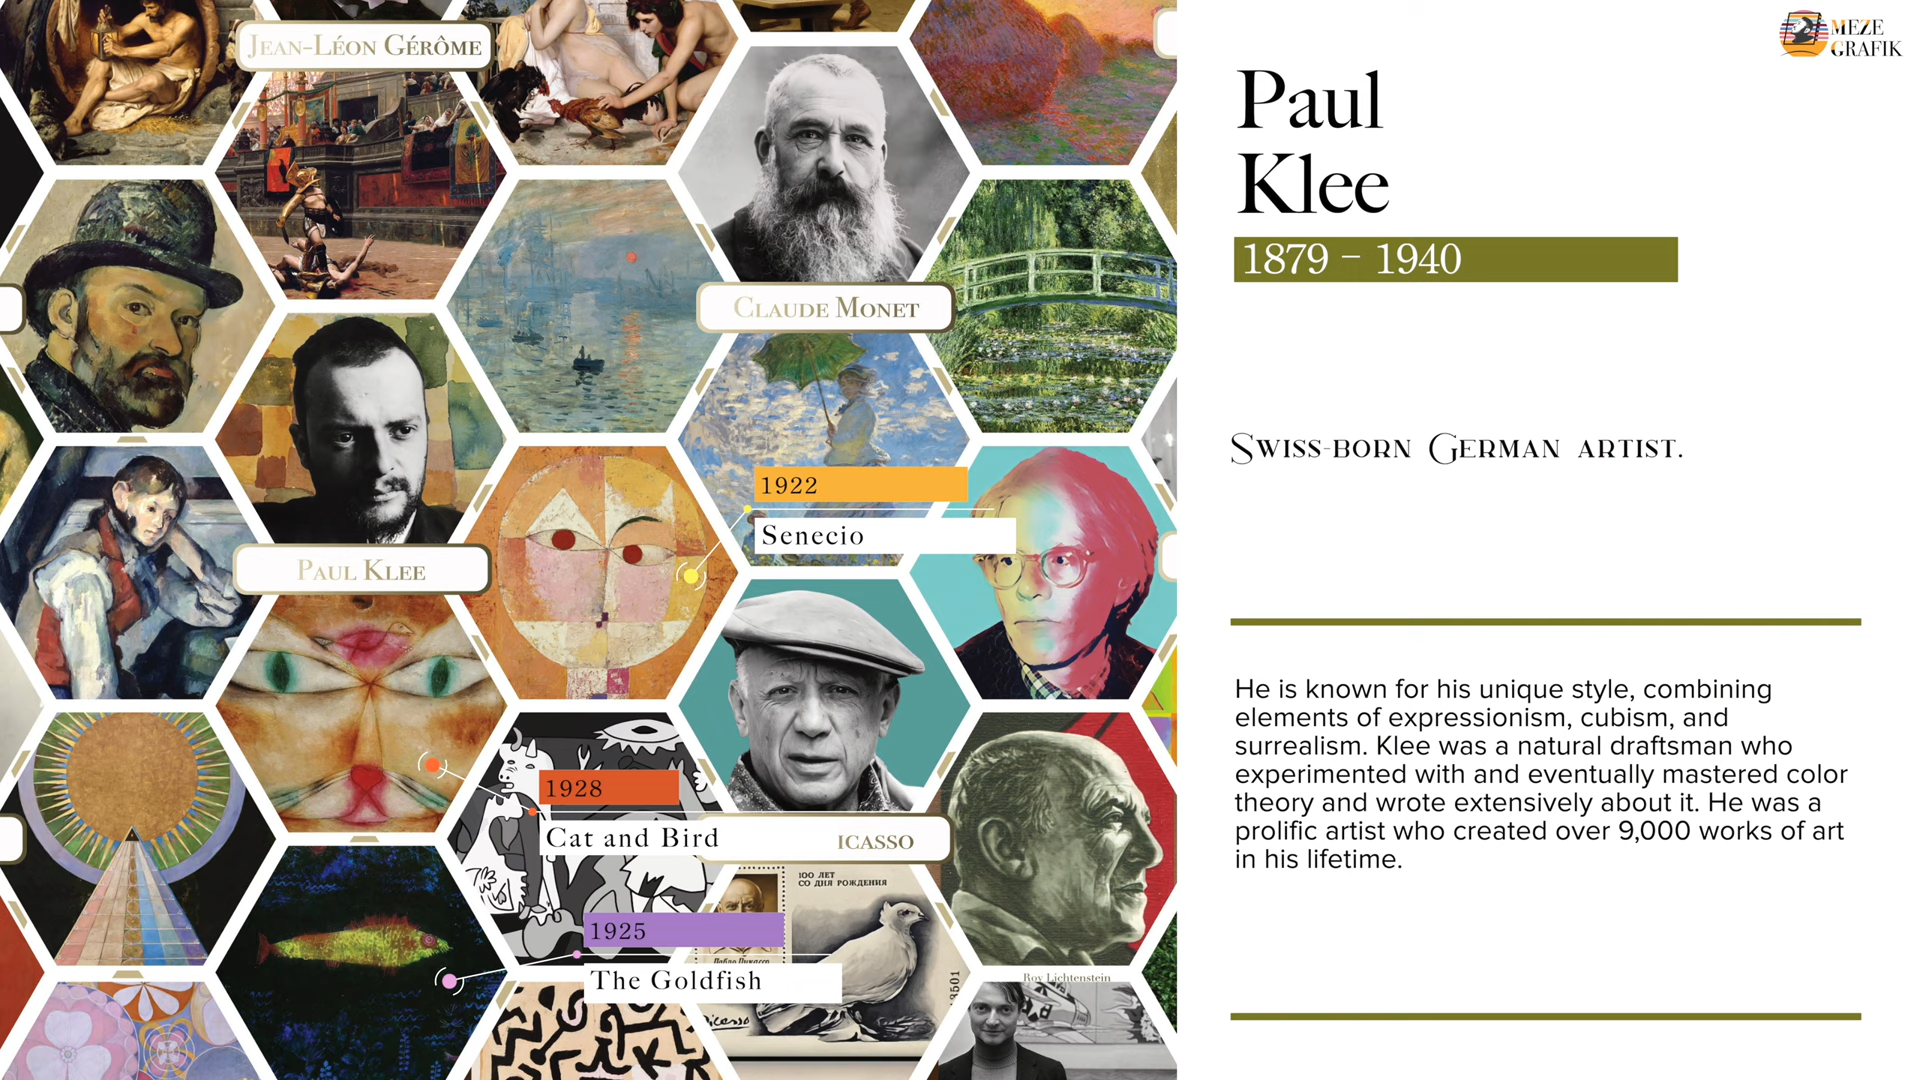 JEAN-LÉON GÉRÔME
CLAUDE MONET
1922
Senecio
PAUL KLEE
1928
Cat and Bird
ICASSO
100 ЛЕТ
СО ДНЯ РОЖДЕНИЯ
1925
Пабло Пикассо
The Goldfish
3501
Picasso
Roy Lichtenstein
MEZE
GRAFIK
Paul
Klee
1879 – 1940
SWISS-BORN GERMAN ARTIST.
He is known for his unique style, combining
elements of expressionism, cubism, and
surrealism. Klee was a natural draftsman who
experimented with and eventually mastered color
theory and wrote extensively about it. He was a
prolific artist who created over 9,000 works of art
in his lifetime.